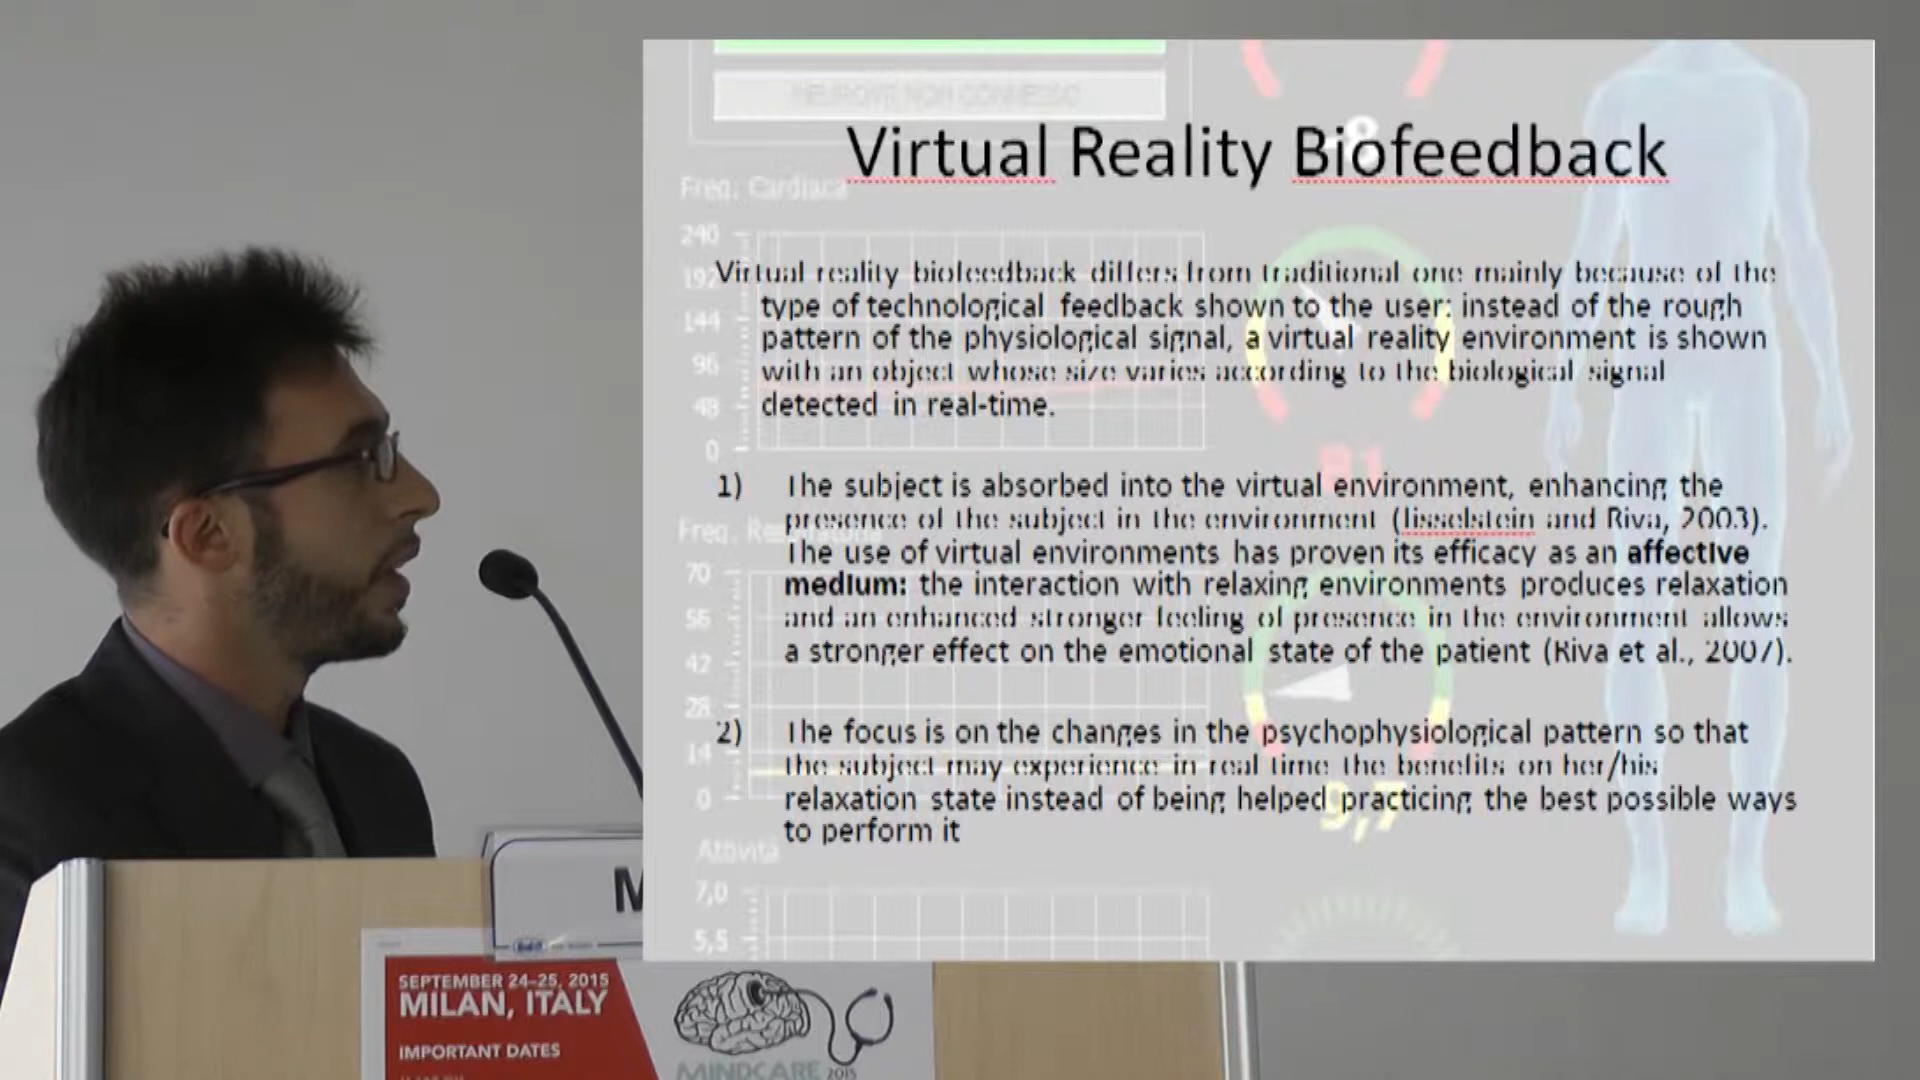 NEUROVR NON CONNESSO
8
Virtual Reality Biofeedback
Freq. Cardiaca
240
192
144
96
48
0
Virtual reality biofeedback differs from traditional one mainly because of the
type of technological feedback shown to the user: instead of the rough
pattern of the physiological signal, a virtual reality environment is shown
with an object whose size varies according to the biological signal
detected in real-time.
81
1) The subject is absorbed into the virtual environment, enhancing the
presence of the subject in the environment (Ijsselstein and Riva, 2003).
The use of virtual environments has proven its efficacy as an affective
medium: the interaction with relaxing environments produces relaxation
and an enhanced stronger feeling of presence in the environment allows
a stronger effect on the emotional state of the patient (Riva et al., 2007).
Freq. Respiratoria
70
56
42
28
14
0
2) The focus is on the changes in the psychophysiological pattern so that
the subject may experience in real time the benefits on her/his
relaxation state instead of being helped practicing the best possible ways
to perform it
9,7
Attività
7,0
5,5
M
SEPTEMBER 24–25, 2015
MILAN, ITALY
IMPORTANT DATES
MINDCARE 2015